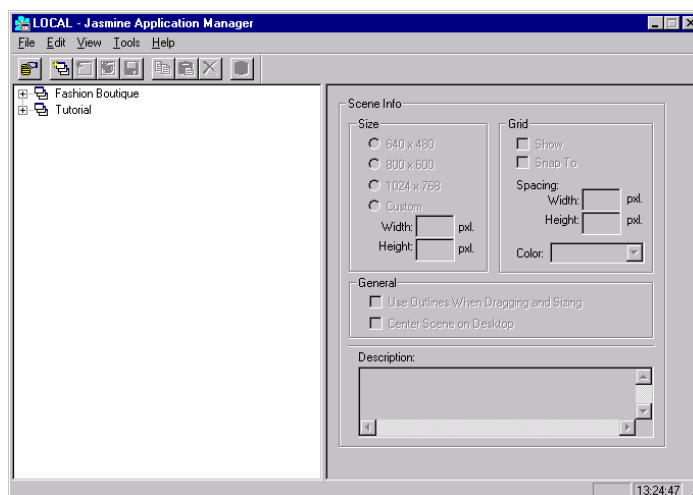 LOCAL - Jasmine Application Manager
File Edit View Tools Help
Fashion Boutique
Tutorial
Scene Info
Size
640 x 480
800 x 600
1024 x 768
Custom
Width: pxl.
Height: pxl.
Grid
Show
Snap To
Spacing:
Width: pxl.
Height: pxl.
Color:
General
Use Outlines When Dragging and Sizing
Center Scene on Desktop
Description:
13:24:47